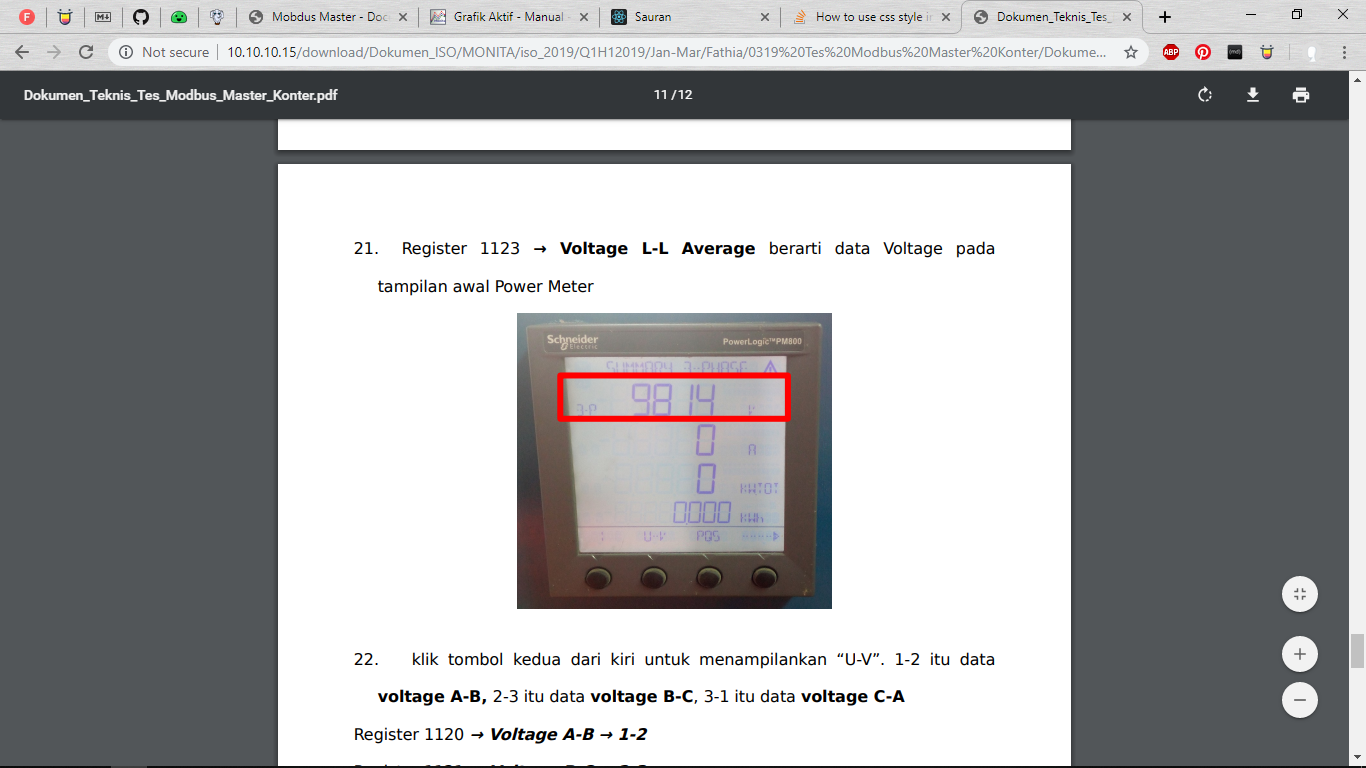 Mobdus Master - Doc
Grafik Aktif - Manual -
Sauran
How to use css style in
Dokumen_Teknis_Tes_
Not secure
10.10.10.15/download/Dokumen_ISO/MONITA/iso_2019/Q1H12019/Jan-Mar/Fathia/0319%20Tes%20Modbus%20Master%20Konter/Dokume...
ABP
Dokumen_Teknis_Tes_Modbus_Master_Konter.pdf
11 / 12
21. Register 1123 → Voltage L-L Average berarti data Voltage pada
tampilan awal Power Meter
Schneider
Electric
PowerLogic™PM800
SUMMARY 3-PHASE
3-P 9814 V
0 A
0 KWTOT
0.000 KWh
I U-V PQS ----▶
22. klik tombol kedua dari kiri untuk menampilkan “U-V”. 1-2 itu data
voltage A-B, 2-3 itu data voltage B-C, 3-1 itu data voltage C-A
Register 1120 → Voltage A-B → 1-2